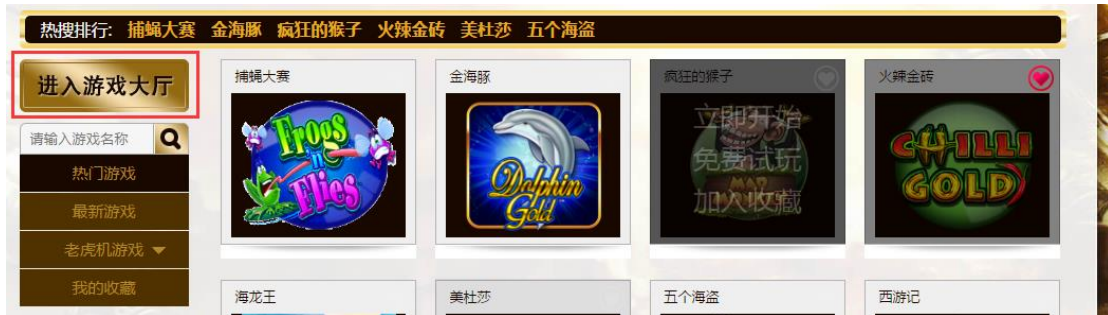 热搜排行: 捕蝇大赛 金海豚 疯狂的猴子 火辣金砖 美杜莎 五个海盗
进入游戏大厅
请输入游戏名称
热门游戏
最新游戏
老虎机游戏
我的收藏
捕蝇大赛
Frogs
n
Flies
金海豚
Dolphin
Gold
疯狂的猴子
立即开始
免费试玩
加入收藏
火辣金砖
CHILLI
GOLD
海龙王
美杜莎
五个海盗
西游记